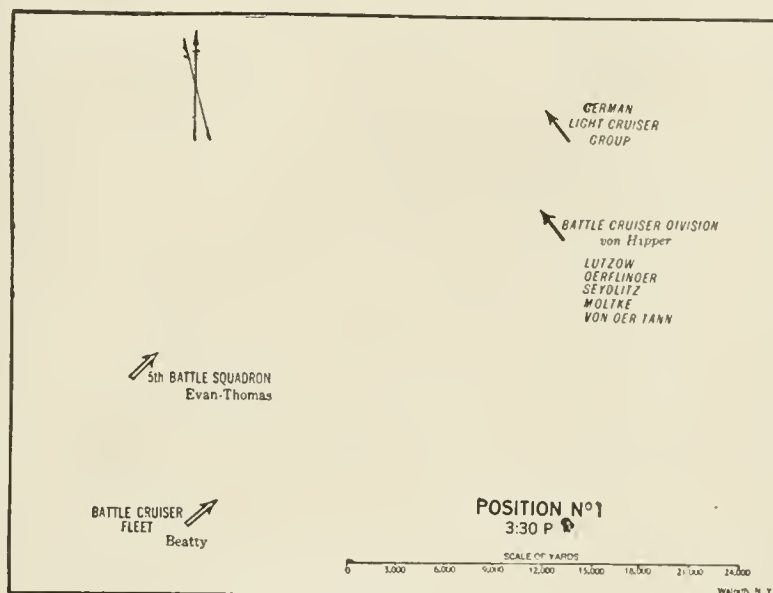 GERMAN
LIGHT CRUISER
GROUP
BATTLE CRUISER DIVISION
von Hipper
LUTZOW
DERFLINGER
SEYDLITZ
MOLTKE
VON DER TANN
5th BATTLE SQUADRON
Evan-Thomas
BATTLE CRUISER
FLEET
Beatty
POSITION Nº 1
3:30 P
SCALE OF YARDS
0 3,000 6,000 9,000 12,000 15,000 18,000 21,000 24,000
N.Y.